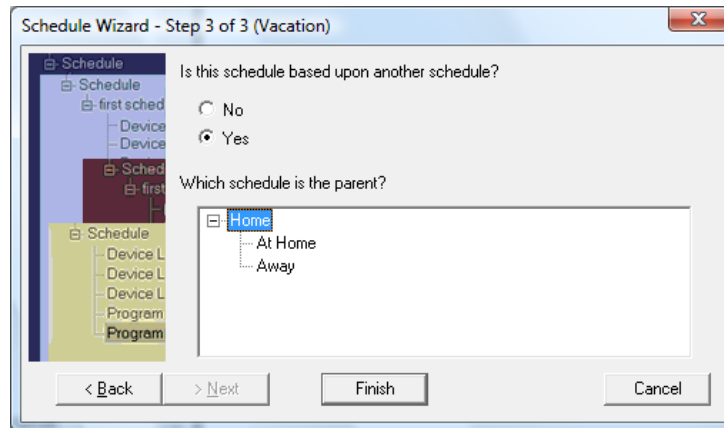 Schedule Wizard - Step 3 of 3 (Vacation)
Schedule
Schedule
first sched
Device
Device
Sched
first
Schedule
Device L
Device L
Device L
Program
Program
Is this schedule based upon another schedule?
No
Yes
Which schedule is the parent?
Home
At Home
Away
< Back
> Next
Finish
Cancel